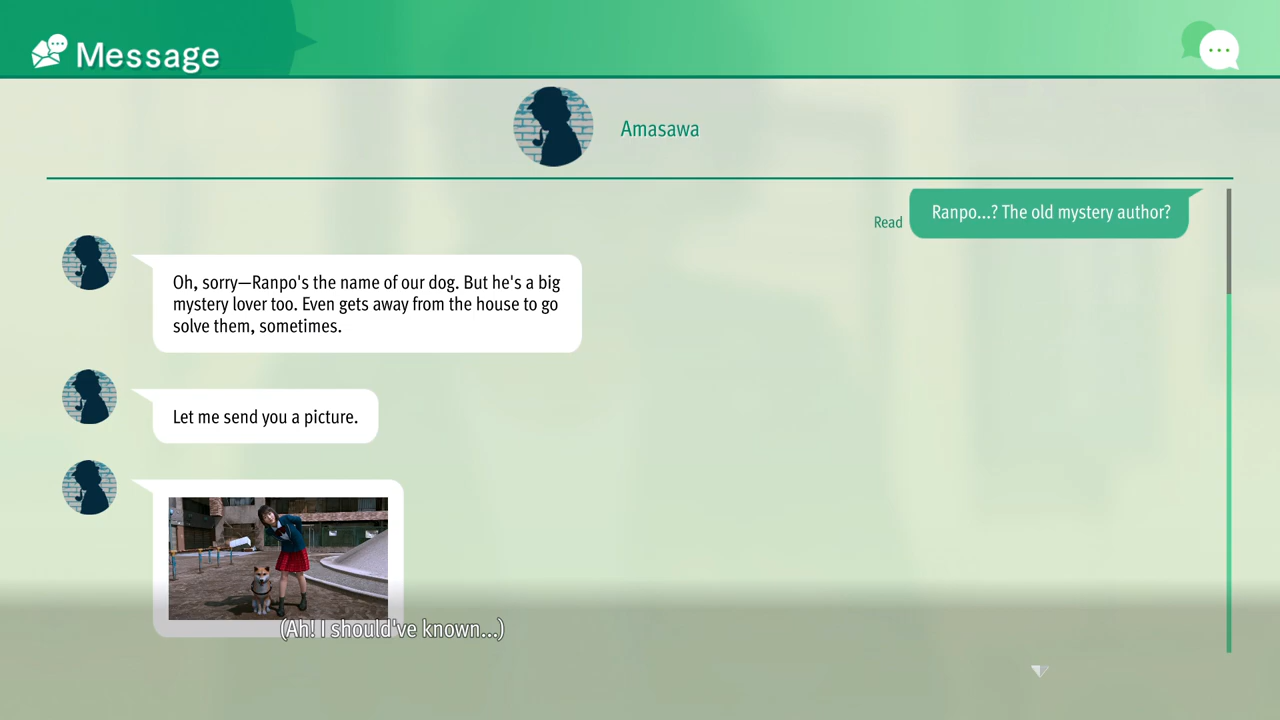 Message
Amasawa
Ranpo...? The old mystery author?
Read
Oh, sorry—Ranpo's the name of our dog. But he's a big
mystery lover too. Even gets away from the house to go
solve them, sometimes.
Let me send you a picture.
(Ah! I should've known...)